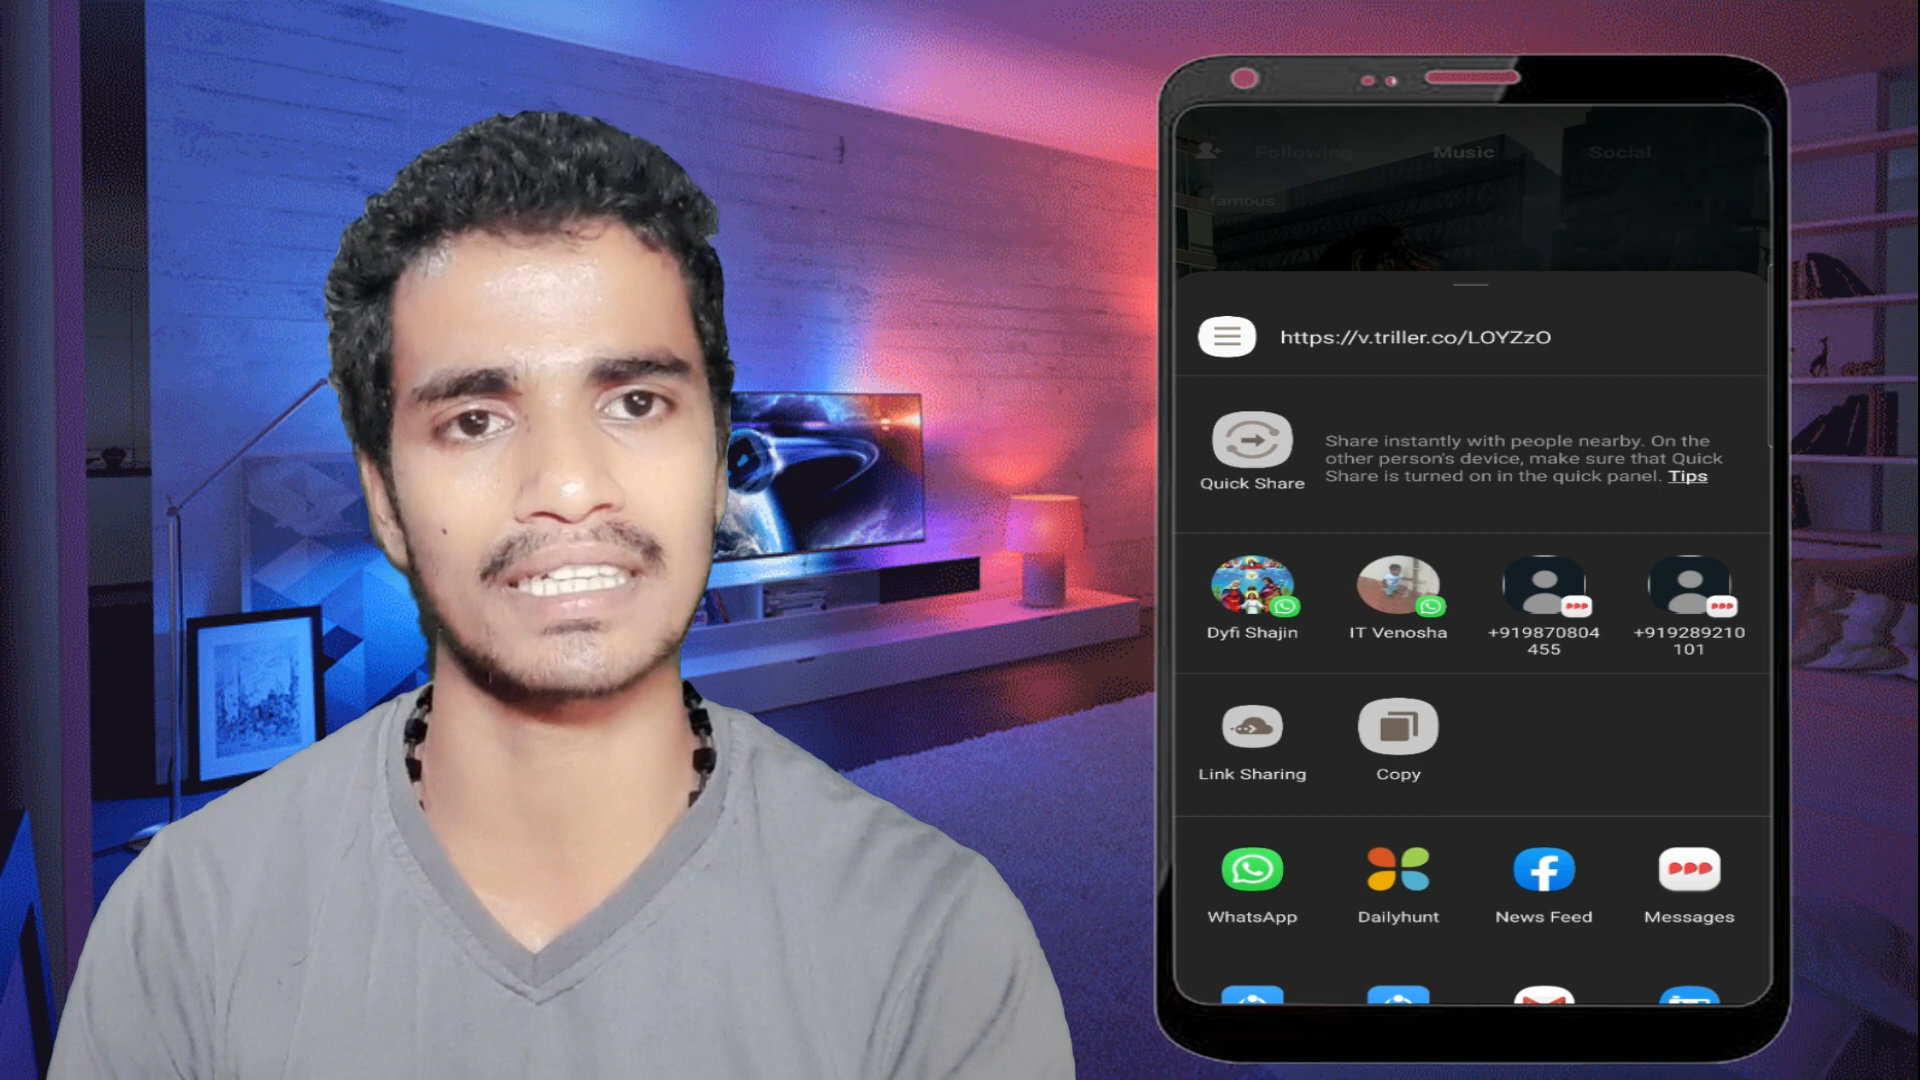 Following Music Social
famous
https://v.triller.co/LOYZzO
Share instantly with people nearby. On the
other person's device, make sure that Quick
Share is turned on in the quick panel. Tips
Quick Share
Dyfi Shajin
IT Venosha
+919870804
455
+919289210
101
Link Sharing
Copy
WhatsApp
Dailyhunt
News Feed
Messages